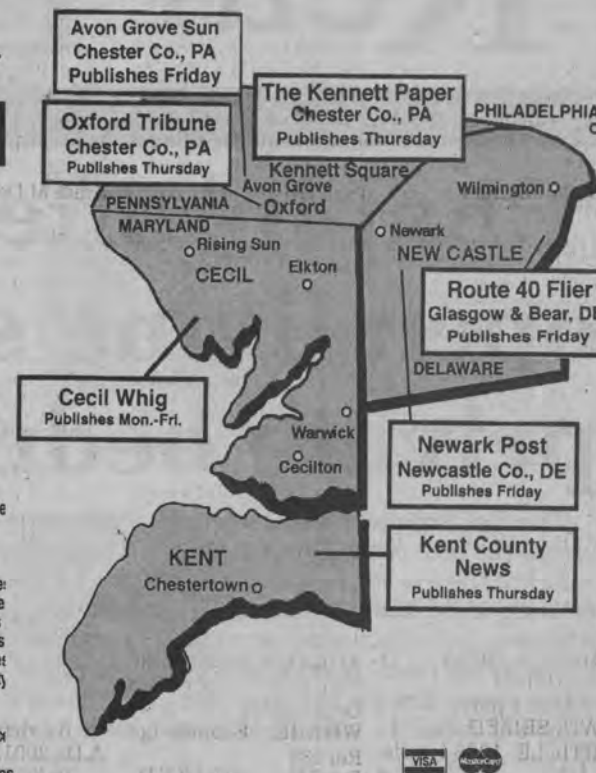 Avon Grove Sun
Chester Co., PA
Publishes Friday
The Kennett Paper
Chester Co., PA
Publishes Thursday
PHILADELPHIA
Oxford Tribune
Chester Co., PA
Publishes Thursday
Kennett Square
Avon Grove
Wilmington
PENNSYLVANIA
Oxford
MARYLAND
Newark
Rising Sun
NEW CASTLE
CECIL
Elkton
Route 40 Flier
Glasgow & Bear,
Publishes Friday
DELAWARE
Cecil Whig
Publishes Mon.-Fri.
Warwick
Cecilton
Newark Post
Newcastle Co., DE
Publishes Friday
KENT
Chestertown
Kent County
News
Publishes Thursday
VISA
MasterCard